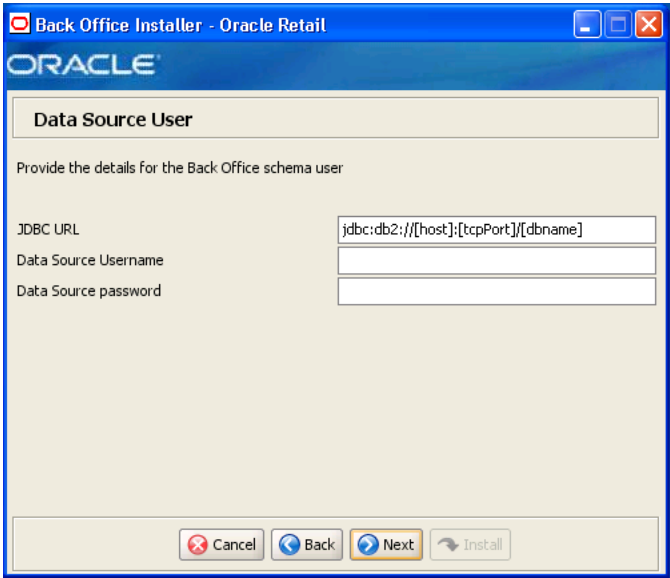 Back Office Installer - Oracle Retail
ORACLE
Data Source User
Provide the details for the Back Office schema user
JDBC URL jdbc:db2://[host]:[tcpPort]/[dbname]
Data Source Username
Data Source password
Cancel Back Next Install